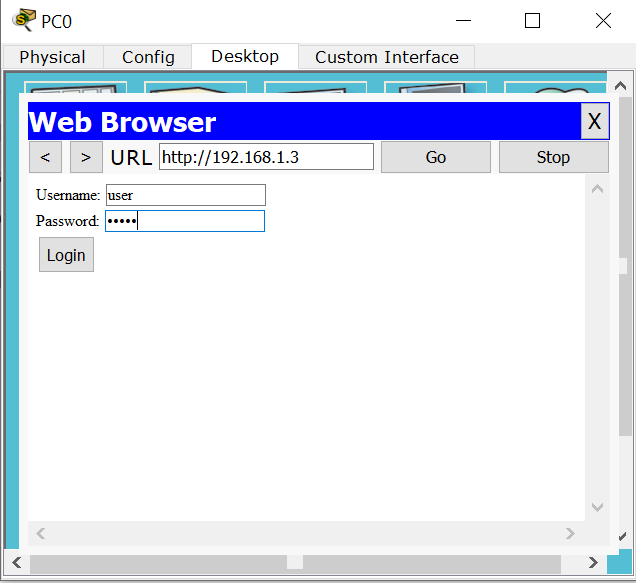 PC0
Physical Config Desktop Custom Interface
Web Browser X
< > URL http://192.168.1.3 Go Stop
Username: user
Password: •••••
Login